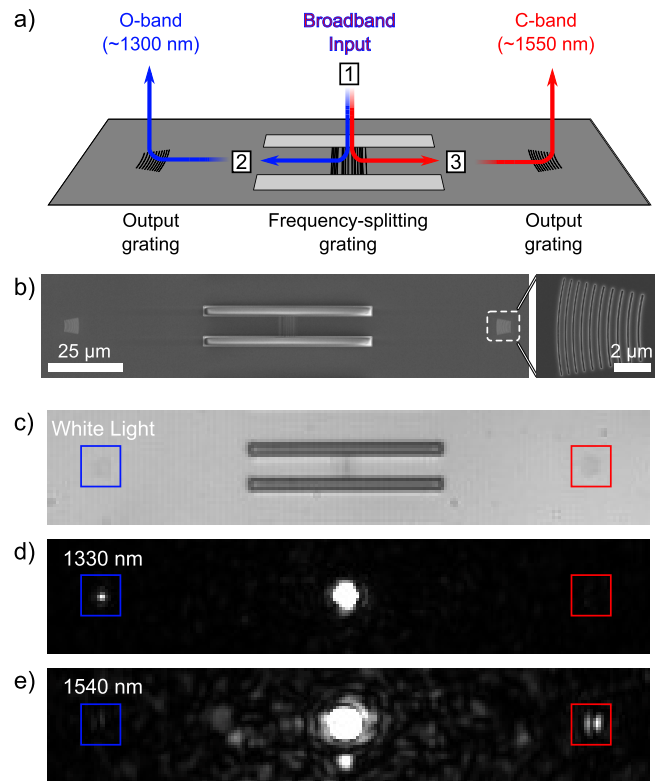 a)
O-band
(~1300 nm)
Broadband
Input
C-band
(~1550 nm)
1
2
3
Output
grating
Frequency-splitting
grating
Output
grating
b)
25 µm
2 µm
c)
White Light
d)
1330 nm
e)
1540 nm